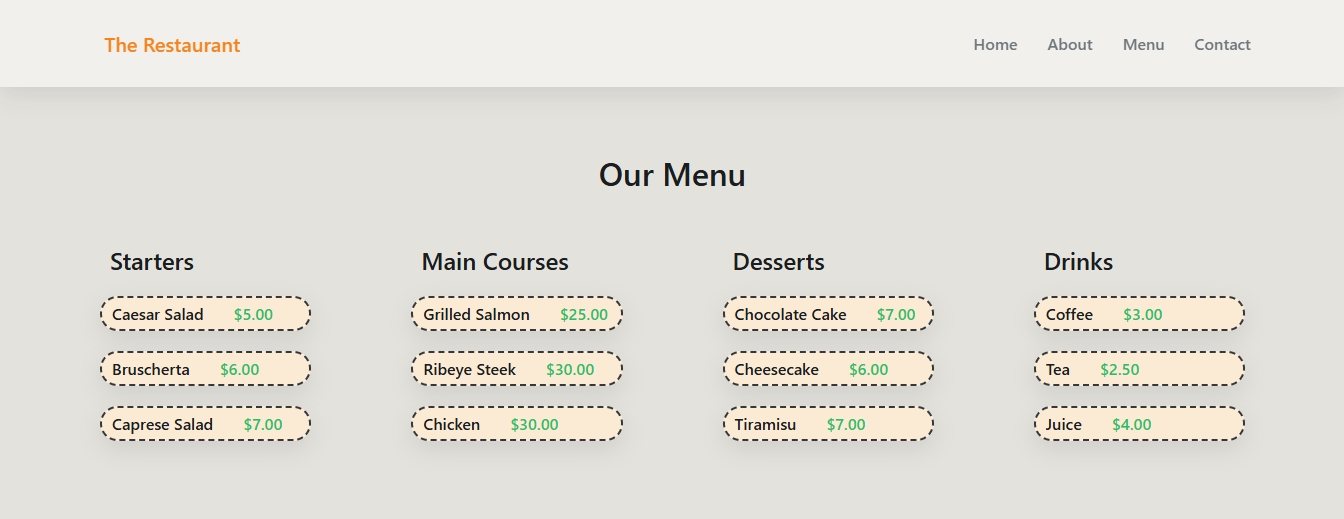 The Restaurant
Home About Menu Contact
Our Menu
Starters
Caesar Salad $5.00
Bruscherta $6.00
Caprese Salad $7.00
Main Courses
Grilled Salmon $25.00
Ribeye Steek $30.00
Chicken $30.00
Desserts
Chocolate Cake $7.00
Cheesecake $6.00
Tiramisu $7.00
Drinks
Coffee $3.00
Tea $2.50
Juice $4.00